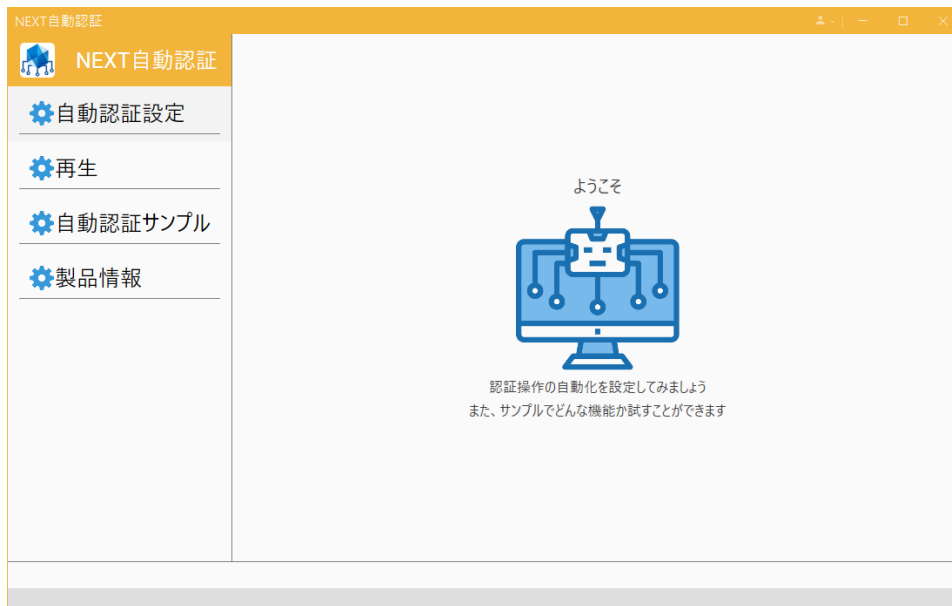 NEXT自動認証
NEXT自動認証
自動認証設定
再生
自動認証サンプル
製品情報
ようこそ
認証操作の自動化を設定してみましょう
また、サンプルでどんな機能か試すことができます